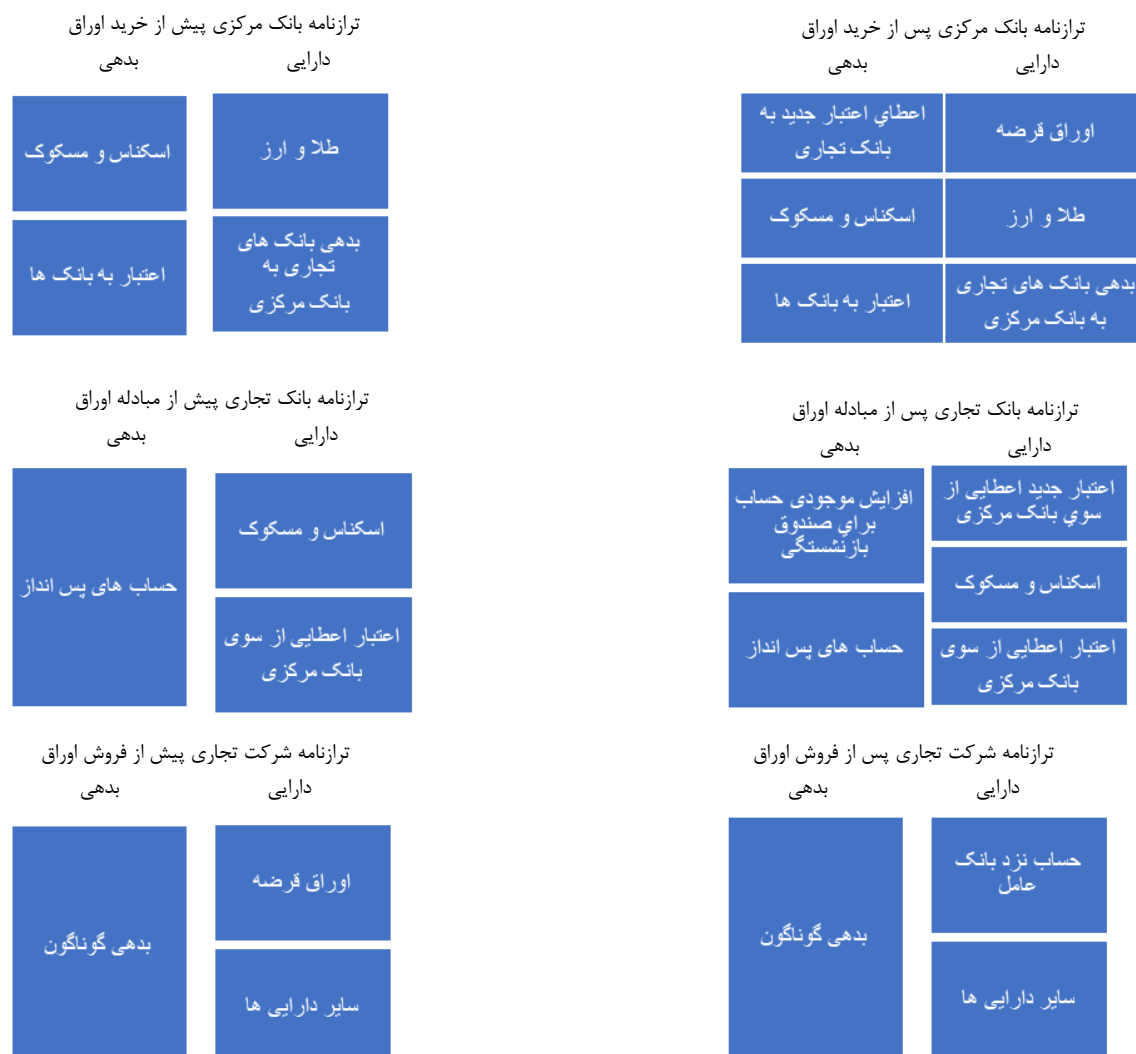 ترازنامه بانک مرکزی پیش از خرید اوراق
دارایی
بدهی
طلا و ارز
بدهی بانک های
تجاری به
بانک مرکزی
اسکناس و مسکوک
اعتبار به بانک ها
ترازنامه بانک مرکزی پس از خرید اوراق
دارایی
بدهی
اوراق قرضه
طلا و ارز
بدهی بانک های تجاری
به بانک مرکزی
اعطاي اعتبار جدید به
بانک تجاری
اسکناس و مسکوک
اعتبار به بانک ها
ترازنامه بانک تجاری پیش از مبادله اوراق
دارایی
بدهی
اسکناس و مسکوک
اعتبار اعطایی از سوی
بانک مرکزی
حساب های پس انداز
ترازنامه بانک تجاری پس از مبادله اوراق
دارایی
بدهی
اعتبار جدید اعطایی از
سوي بانک مرکزی
اسکناس و مسکوک
اعتبار اعطایی از سوی
بانک مرکزی
افزایش موجودی حساب
براي صندوق
بازنشستگی
حساب های پس انداز
ترازنامه شرکت تجاری پیش از فروش اوراق
دارایی
بدهی
اوراق قرضه
سایر دارایی ها
بدهی گوناگون
ترازنامه شرکت تجاری پس از فروش اوراق
دارایی
بدهی
حساب نزد بانک
عامل
سایر دارایی ها
بدهی گوناگون